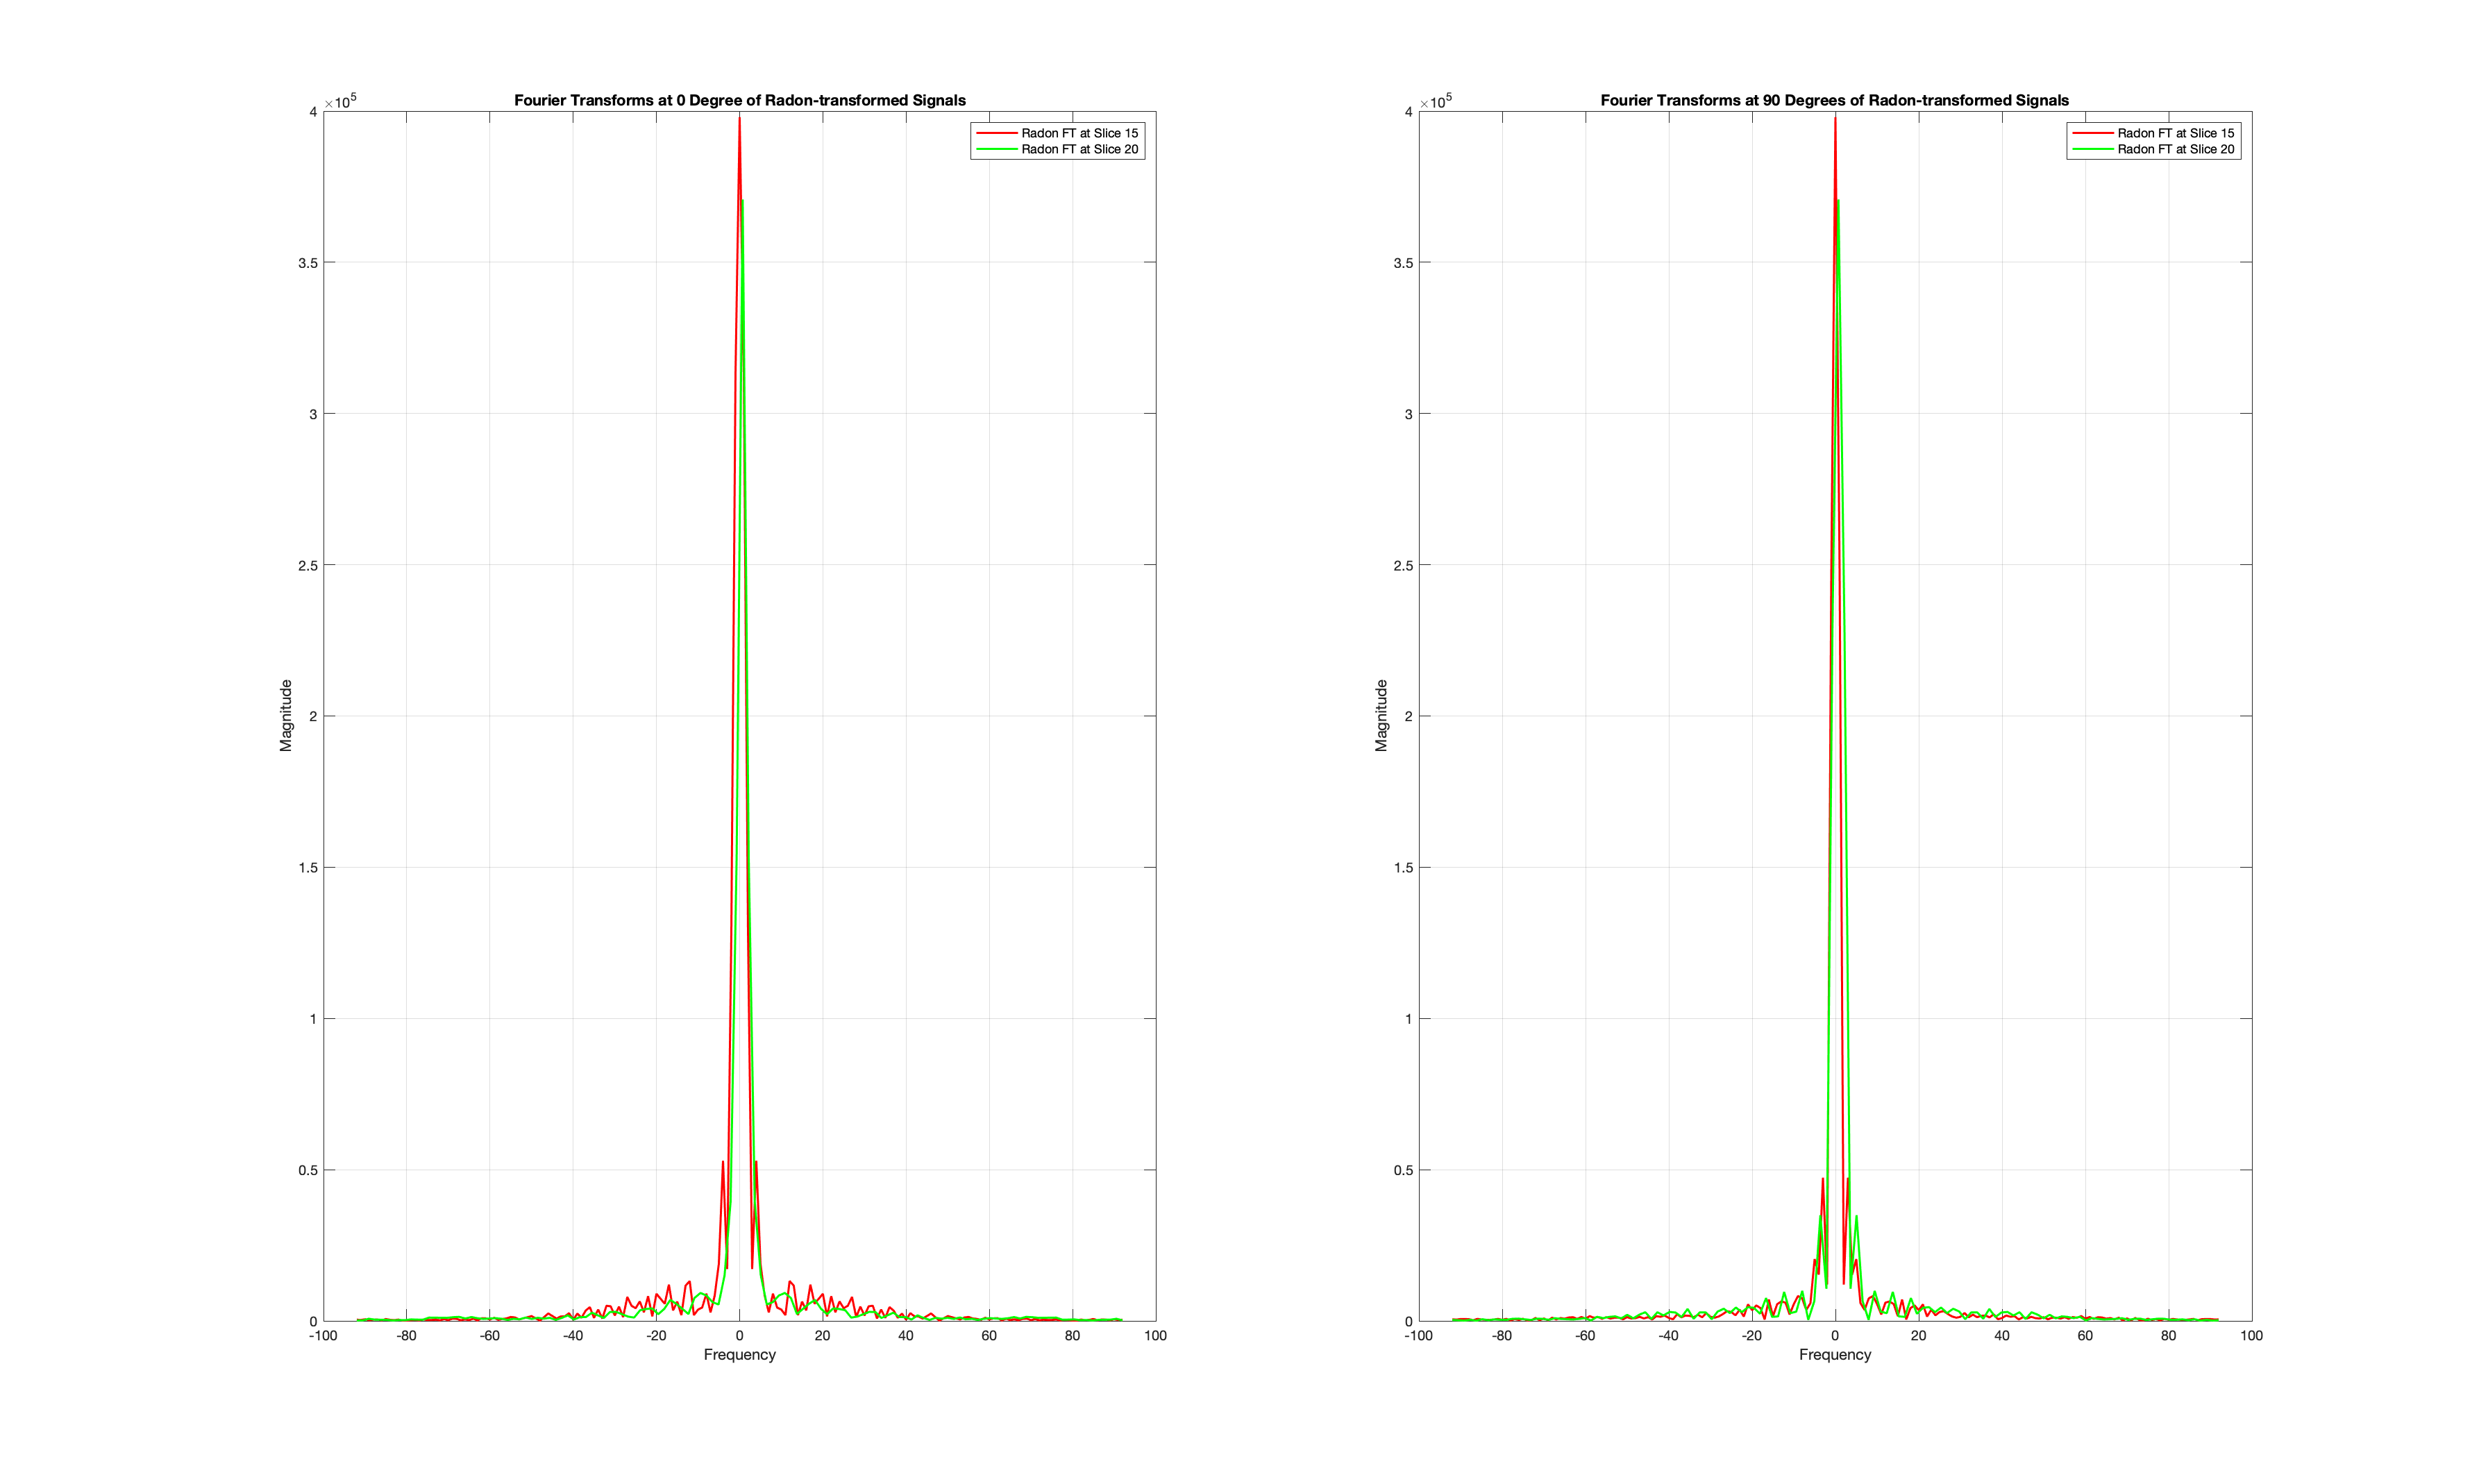 Fourier Transforms at 0 Degree of Radon-transformed Signals
×10^5
Radon FT at Slice 15
Radon FT at Slice 20
4
3.5
3
2.5
2
1.5
1
0.5
0
Magnitude
-100 -80 -60 -40 -20 0 20 40 60 80 100
Frequency
Fourier Transforms at 90 Degrees of Radon-transformed Signals
×10^5
Radon FT at Slice 15
Radon FT at Slice 20
4
3.5
3
2.5
2
1.5
1
0.5
0
Magnitude
-100 -80 -60 -40 -20 0 20 40 60 80 100
Frequency